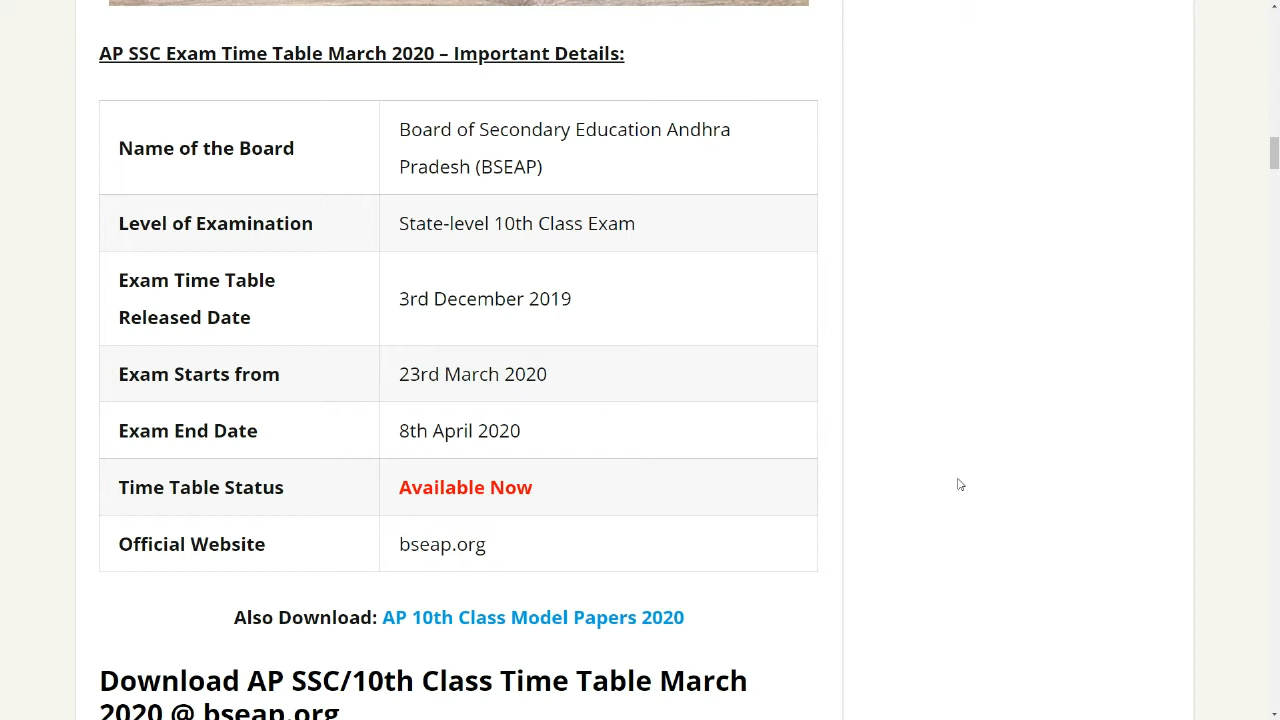 AP SSC Exam Time Table March 2020 – Important Details:
Name of the Board
Board of Secondary Education Andhra
Pradesh (BSEAP)
Level of Examination
State-level 10th Class Exam
Exam Time Table
Released Date
3rd December 2019
Exam Starts from
23rd March 2020
Exam End Date
8th April 2020
Time Table Status
Available Now
Official Website
bseap.org
Also Download: AP 10th Class Model Papers 2020
Download AP SSC/10th Class Time Table March
2020 @ bseap.org